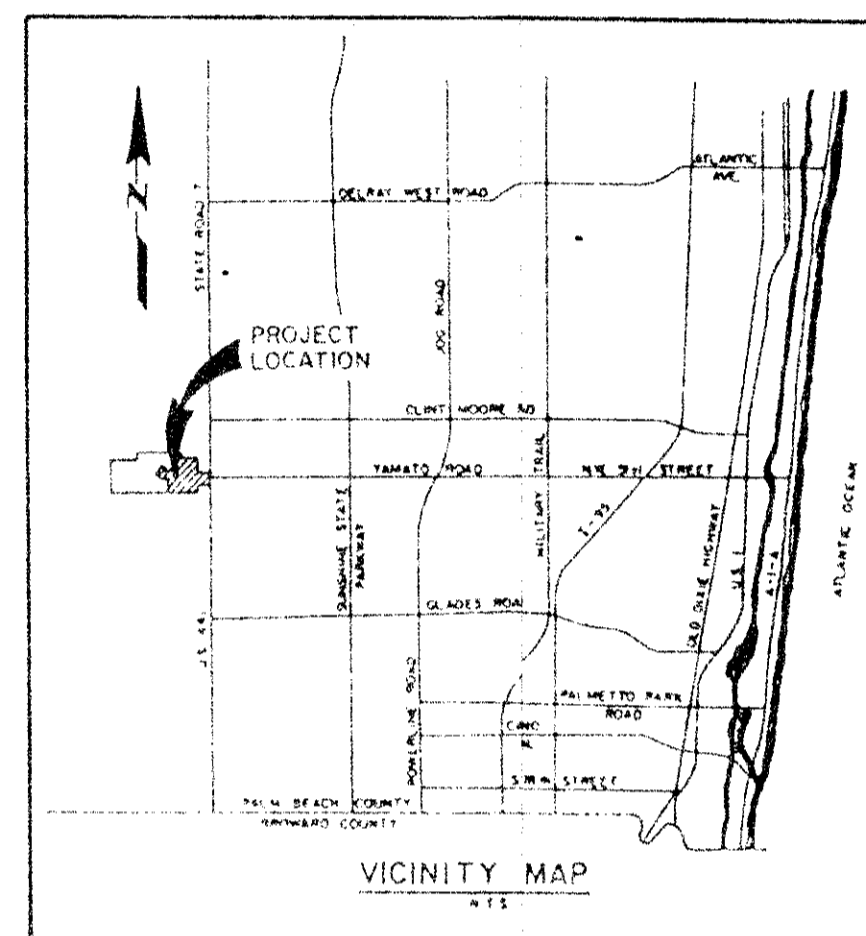 N
ATLANTIC
AVE.
DELRAY WEST ROAD
STATE ROAD 7
JOG ROAD
PROJECT
LOCATION
CLINT MOORE RD
YAMATO ROAD
STREET
MILITARY TRAIL
I-95
SUNSHINE STATE
PARKWAY
OLD DIXIE HIGHWAY
U.S. 1
A-1-A
ATLANTIC OCEAN
GLADES ROA
U.S. 441
POWERLINE ROAD
PALMETTO PARK
ROAD
STREET
PALM BEACH COUNTY
BROWARD COUNTY
VICINITY MAP
N.T.S.